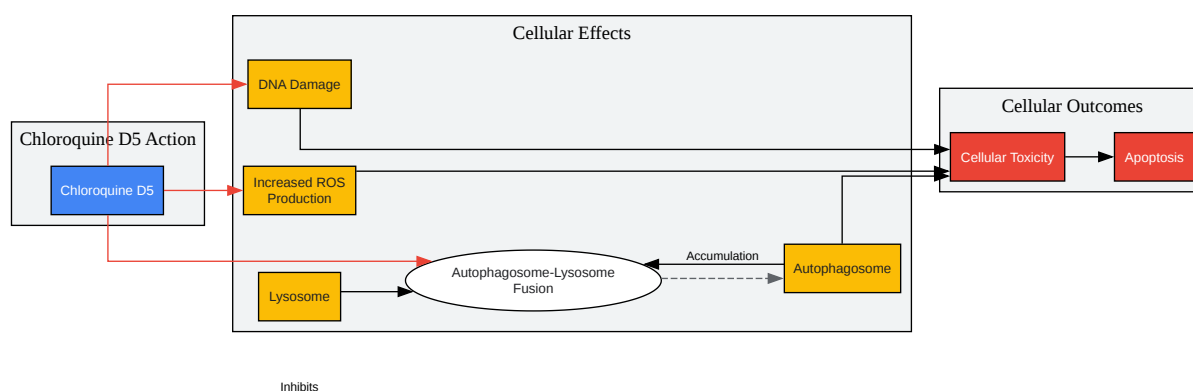 Cellular Effects
DNA Damage
Cellular Outcomes
Chloroquine D5 Action
Cellular Toxicity
Apoptosis
Chloroquine D5
Increased ROS
Production
Accumulation
Autophagosome-Lysosome
Fusion
Autophagosome
Lysosome
Inhibits